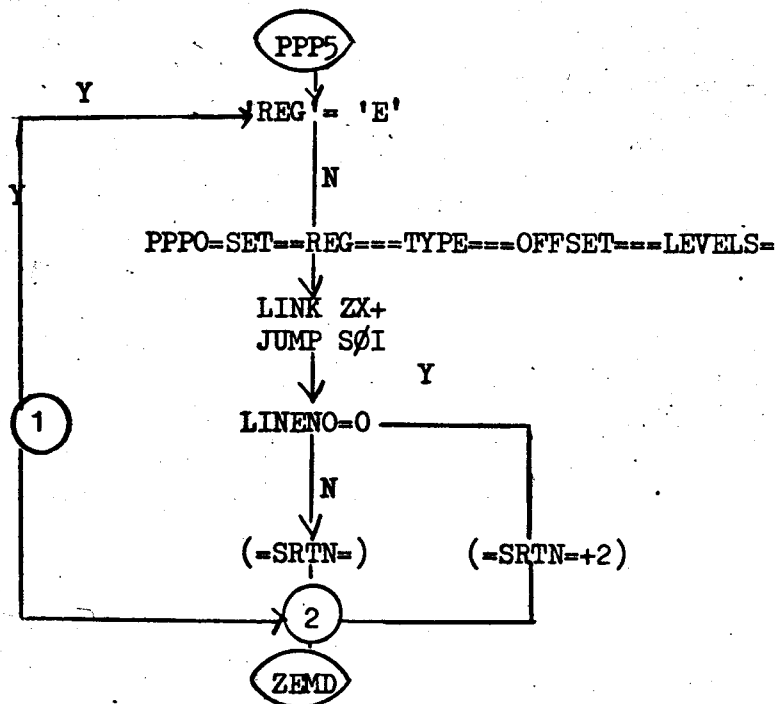 PPP5
Y
'REG'= 'E'
Y
N
PPPO=SET==REG===TYPE===OFFSET===LEVELS=
LINK ZX+
JUMP SØI
Y
1
LINENO=0
N
(=SRTN=) (=SRTN=+2)
2
ZEMD